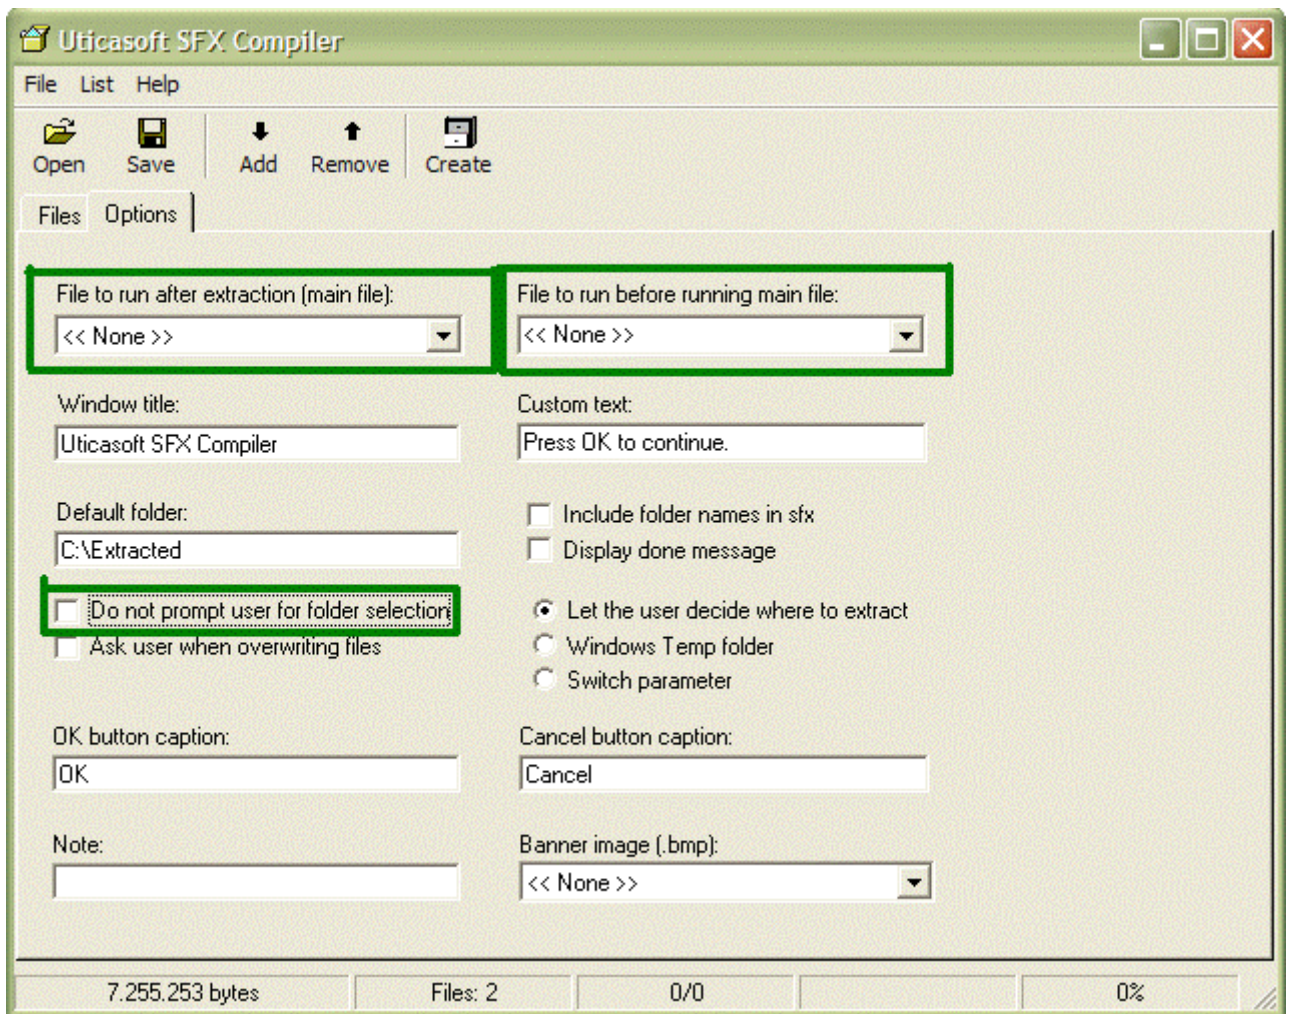 Uticasoft SFX Compiler
File List Help
Open Save Add Remove Create
Files Options
File to run after extraction (main file): File to run before running main file:
<< None >> << None >>
Window title: Custom text:
Uticasoft SFX Compiler Press OK to continue.
Default folder: Include folder names in sfx
C:\Extracted Display done message
Do not prompt user for folder selection Let the user decide where to extract
Ask user when overwriting files Windows Temp folder
Switch parameter
OK button caption: Cancel button caption:
OK Cancel
Note: Banner image (.bmp):
<< None >>
7.255.253 bytes Files: 2 0/0 0%